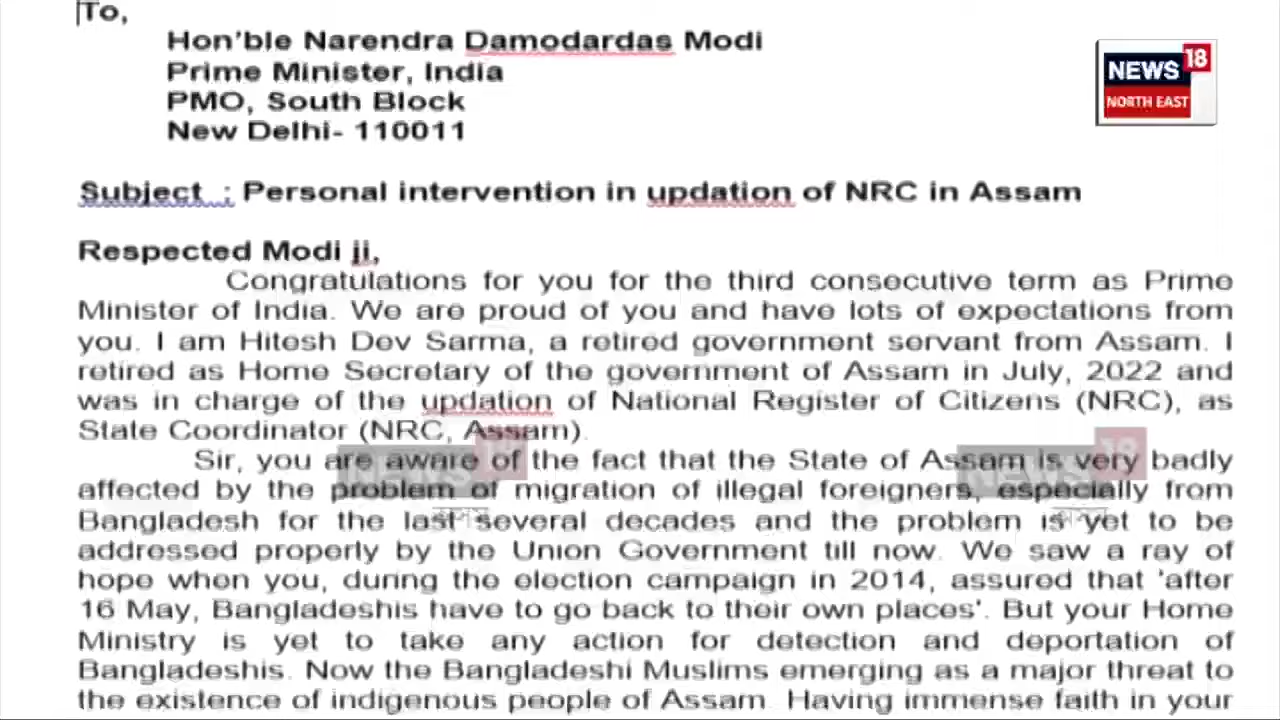 To,
Hon'ble Narendra Damodardas Modi
Prime Minister, India
PMO, South Block
New Delhi- 110011
NEWS 18
NORTH EAST
Subject : Personal intervention in updation of NRC in Assam
Respected Modi ji,
Congratulations for you for the third consecutive term as Prime
Minister of India. We are proud of you and have lots of expectations from
you. I am Hitesh Dev Sarma, a retired government servant from Assam. I
retired as Home Secretary of the government of Assam in July, 2022 and
was in charge of the updation of National Register of Citizens (NRC), as
State Coordinator (NRC, Assam).
Sir, you are aware of the fact that the State of Assam is very badly
affected by the problem of migration of illegal foreigners, especially from
Bangladesh for the last several decades and the problem is yet to be
addressed properly by the Union Government till now. We saw a ray of
hope when you, during the election campaign in 2014, assured that 'after
16 May, Bangladeshis have to go back to their own places'. But your Home
Ministry is yet to take any action for detection and deportation of
Bangladeshis. Now the Bangladeshi Muslims emerging as a major threat to
the existence of indigenous people of Assam. Having immense faith in your
NEWS 18
NEWS 18